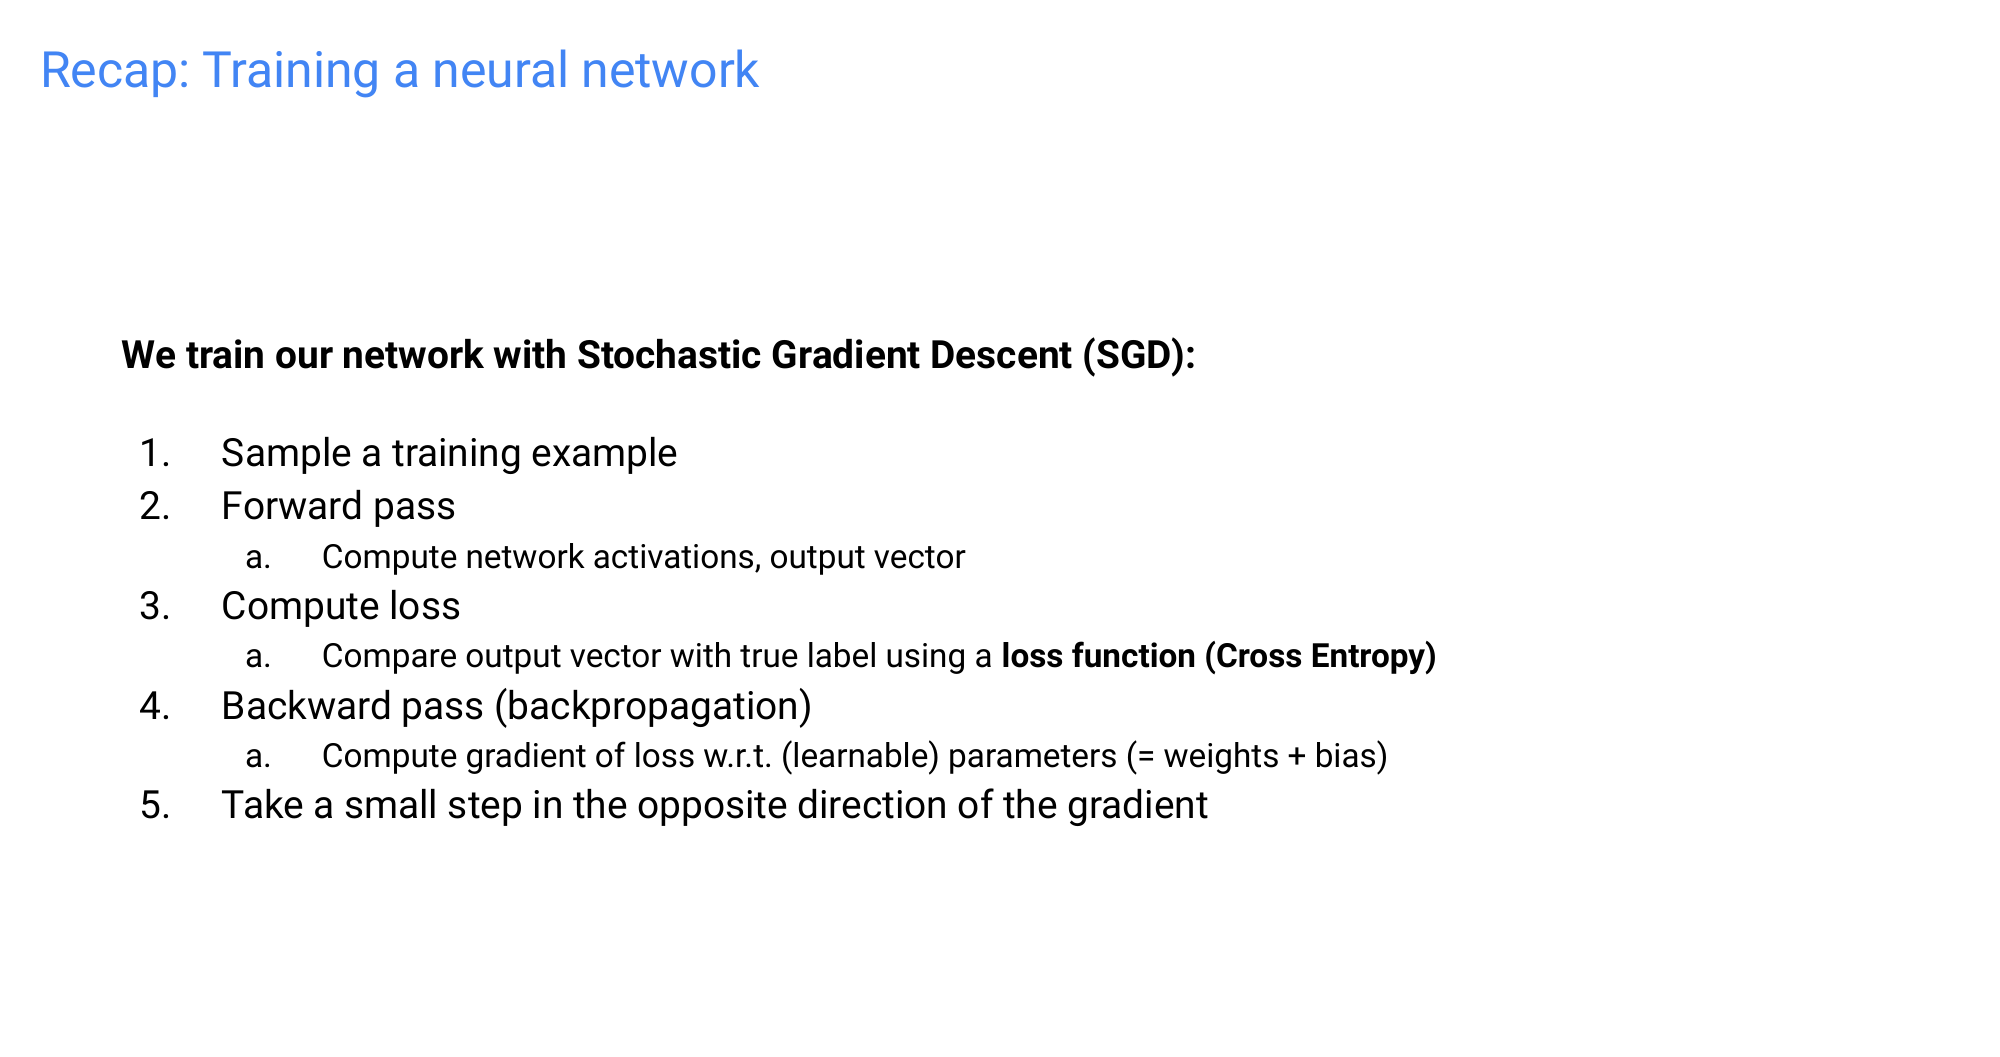 Recap: Training a neural network
We train our network with Stochastic Gradient Descent (SGD):
1. Sample a training example
2. Forward pass
a. Compute network activations, output vector
3. Compute loss
a. Compare output vector with true label using a loss function (Cross Entropy)
4. Backward pass (backpropagation)
a. Compute gradient of loss w.r.t. (learnable) parameters (= weights + bias)
5. Take a small step in the opposite direction of the gradient